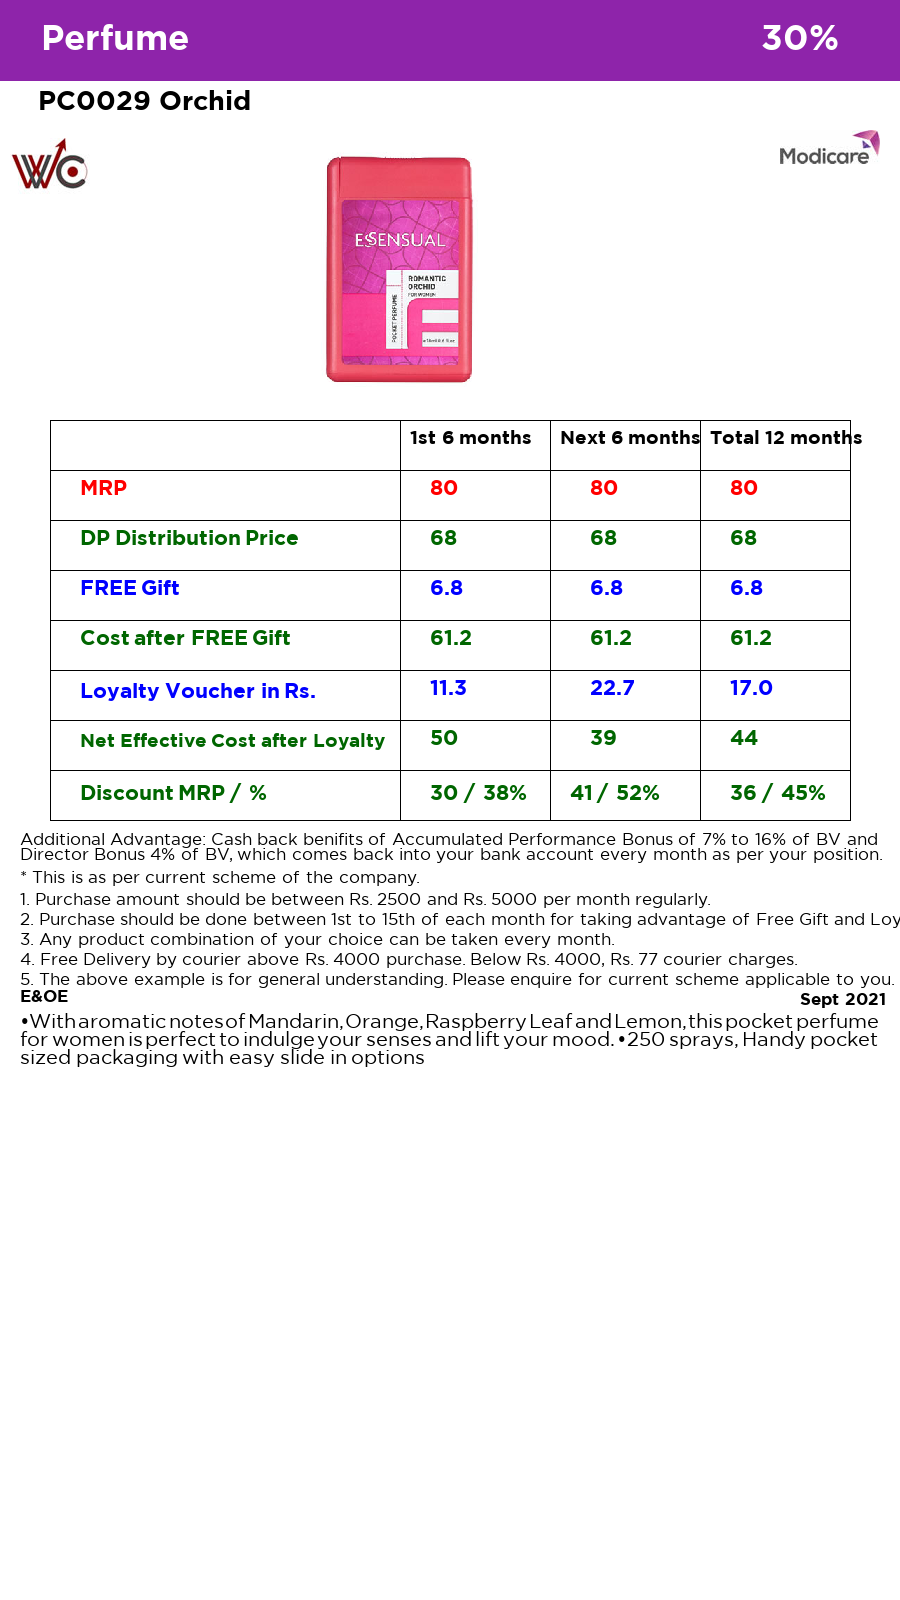 Perfume 30%
PC0029 Orchid
WC
Modicare
ESSENSUAL
ROMANTIC
ORCHID
FOR WOMEN
POCKET PERFUME
1st 6 months Next 6 months Total 12 months
MRP 80 80 80
DP Distribution Price 68 68 68
FREE Gift 6.8 6.8 6.8
Cost after FREE Gift 61.2 61.2 61.2
Loyalty Voucher in Rs. 11.3 22.7 17.0
Net Effective Cost after Loyalty 50 39 44
Discount MRP / % 30 / 38% 41 / 52% 36 / 45%
Additional Advantage: Cash back benifits of Accumulated Performance Bonus of 7% to 16% of BV and
Director Bonus 4% of BV, which comes back into your bank account every month as per your position.
* This is as per current scheme of the company.
1. Purchase amount should be between Rs. 2500 and Rs. 5000 per month regularly.
2. Purchase should be done between 1st to 15th of each month for taking advantage of Free Gift and Loy
3. Any product combination of your choice can be taken every month.
4. Free Delivery by courier above Rs. 4000 purchase. Below Rs. 4000, Rs. 77 courier charges.
5. The above example is for general understanding. Please enquire for current scheme applicable to you.
E&OE
Sept 2021
•With aromatic notes of Mandarin, Orange, Raspberry Leaf and Lemon, this pocket perfume
for women is perfect to indulge your senses and lift your mood. •250 sprays, Handy pocket
sized packaging with easy slide in options